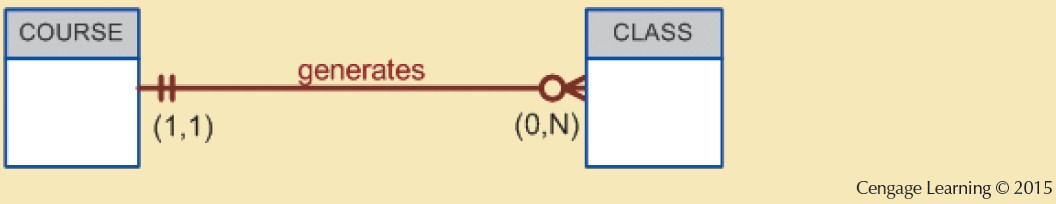 COURSE
CLASS
generates
(1,1)
(0,N)
Cengage Learning © 2015